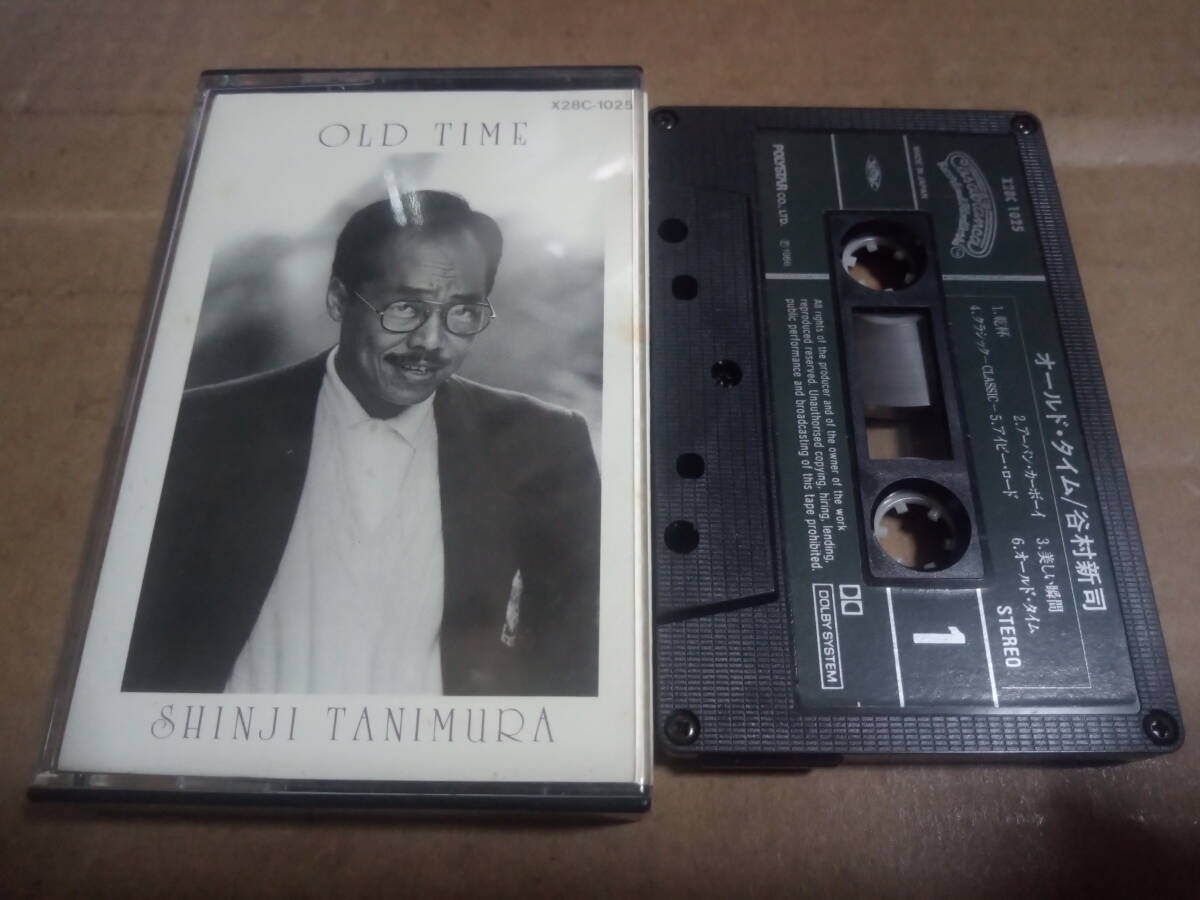 X28C-1025
OLD TIME
SHINJI TANIMURA
オールド・タイム/谷村新司
1.乾杯 2.アーバン・カーボーイ 3.美しい瞬間
4.クラシック-CLASSIC- 5.アイビー・ロード 6.オールド・タイム
STEREO
X28C 1025
MADE IN JAPAN
1
POLYSTAR CO., LTD. Ⓟ1986
All rights of the producer and of the owner of the work
reproduced reserved. Unauthorised copying, hiring, lending,
public performance and broadcasting of this tape prohibited.
DOLBY SYSTEM